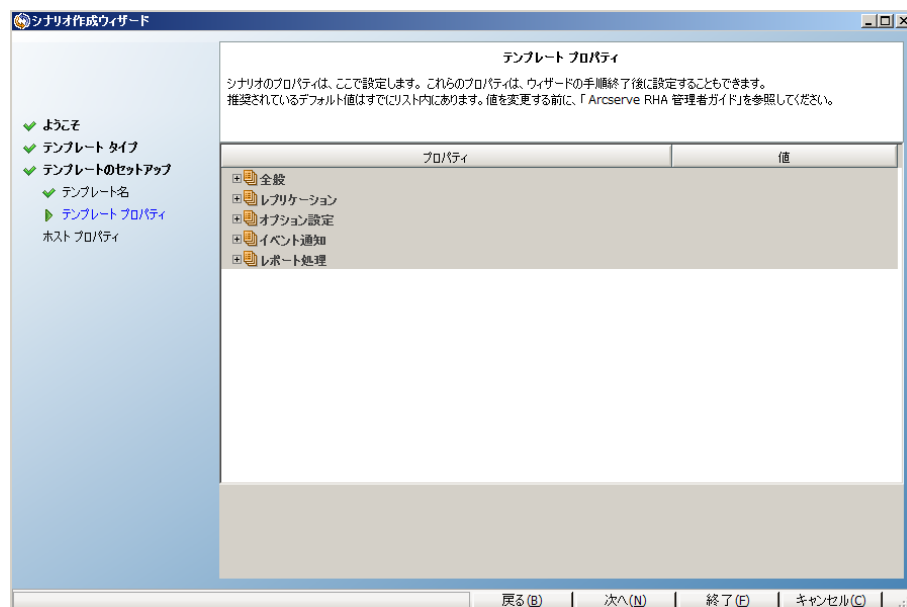 シナリオ作成ウィザード
テンプレート プロパティ
シナリオのプロパティは、ここで設定します。これらのプロパティは、ウィザードの手順終了後に設定することもできます。
推奨されているデフォルト値はすでにリスト内にあります。値を変更する前に、「 Arcserve RHA 管理者ガイド」を参照してください。
ようこそ
テンプレート タイプ
テンプレートのセットアップ
テンプレート名
テンプレート プロパティ
ホスト プロパティ
プロパティ 値
全般
レプリケーション
オプション設定
イベント通知
レポート処理
戻る(B) 次へ(N) 終了(F) キャンセル(C)